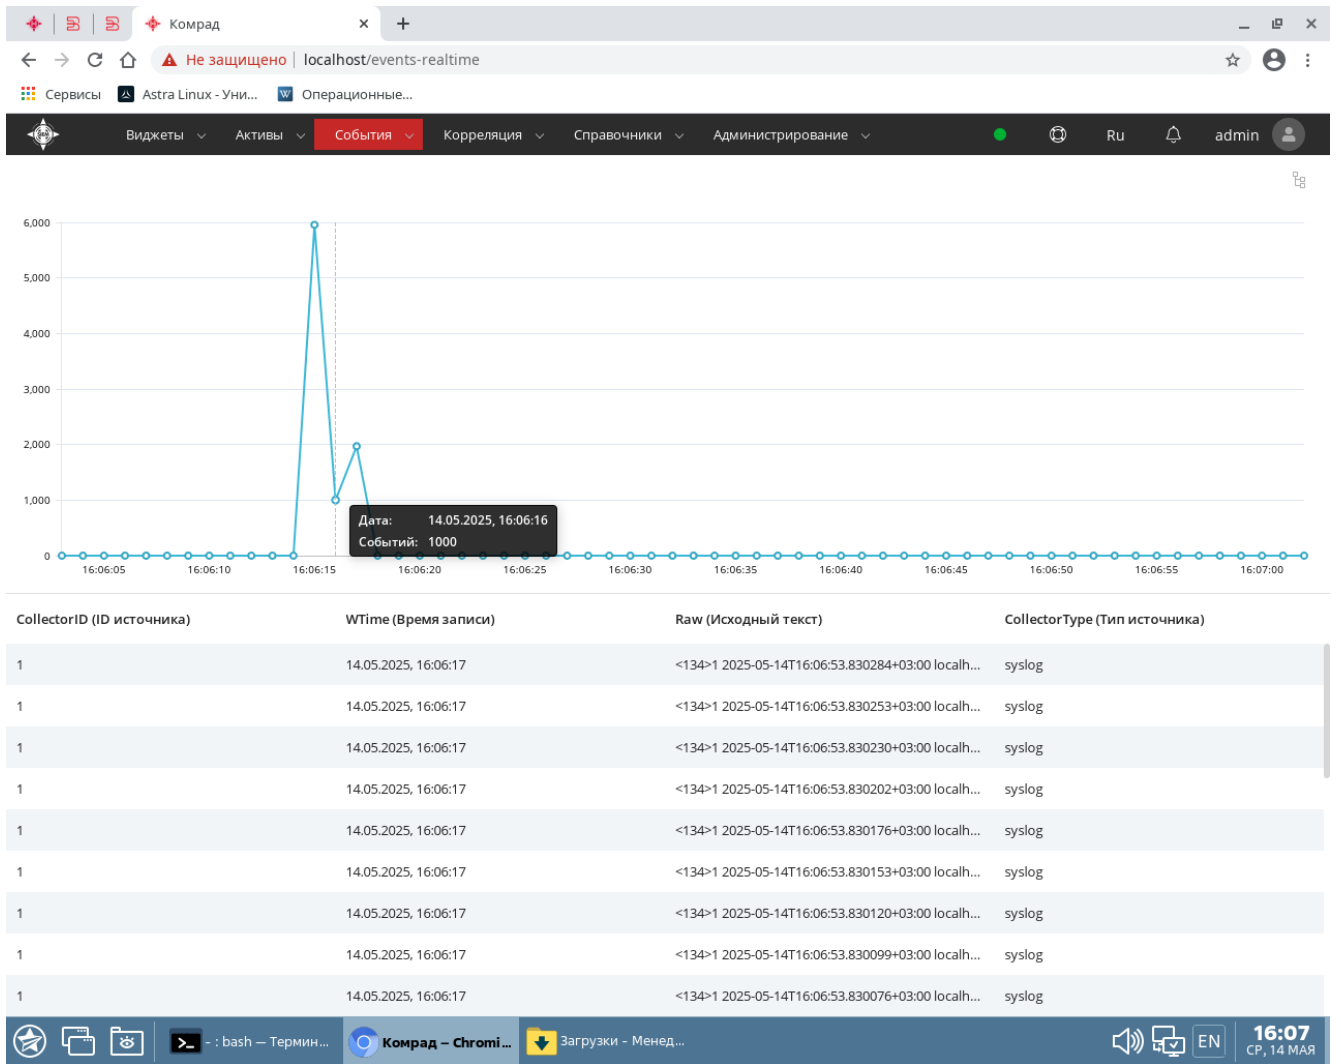 Комрад
Не защищено localhost/events-realtime
Сервисы Astra Linux - Уни... Операционные...
Виджеты Активы События Корреляция Справочники Администрирование Ru admin
6,000
5,000
4,000
3,000
2,000
1,000
0
Дата: 14.05.2025, 16:06:16
Событий: 1000
16:06:05 16:06:10 16:06:15 16:06:20 16:06:25 16:06:30 16:06:35 16:06:40 16:06:45 16:06:50 16:06:55 16:07:00
CollectorID (ID источника) WTime (Время записи) Raw (Исходный текст) CollectorType (Тип источника)
1 14.05.2025, 16:06:17 <134>1 2025-05-14T16:06:53.830284+03:00 localh... syslog
1 14.05.2025, 16:06:17 <134>1 2025-05-14T16:06:53.830253+03:00 localh... syslog
1 14.05.2025, 16:06:17 <134>1 2025-05-14T16:06:53.830230+03:00 localh... syslog
1 14.05.2025, 16:06:17 <134>1 2025-05-14T16:06:53.830202+03:00 localh... syslog
1 14.05.2025, 16:06:17 <134>1 2025-05-14T16:06:53.830176+03:00 localh... syslog
1 14.05.2025, 16:06:17 <134>1 2025-05-14T16:06:53.830153+03:00 localh... syslog
1 14.05.2025, 16:06:17 <134>1 2025-05-14T16:06:53.830120+03:00 localh... syslog
1 14.05.2025, 16:06:17 <134>1 2025-05-14T16:06:53.830099+03:00 localh... syslog
1 14.05.2025, 16:06:17 <134>1 2025-05-14T16:06:53.830076+03:00 localh... syslog
- : bash — Термин... Комрад – Chromi... Загрузки – Менед... EN 16:07
СР, 14 МАЯ